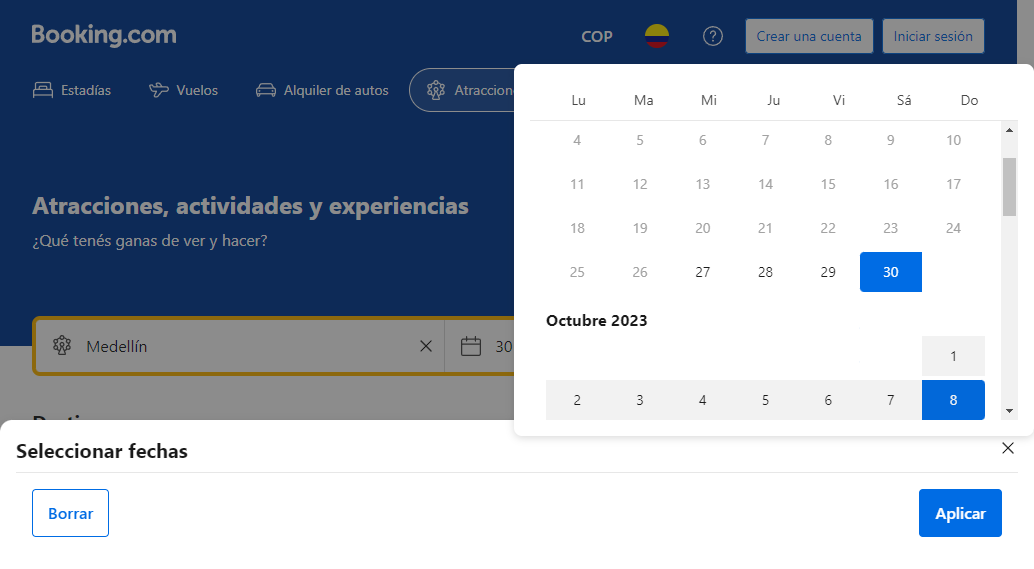 Booking.com
COP
Crear una cuenta
Iniciar sesión
Estadías
Vuelos
Alquiler de autos
Atraccion
Lu Ma Mi Ju Vi Sá Do
4 5 6 7 8 9 10
11 12 13 14 15 16 17
18 19 20 21 22 23 24
25 26 27 28 29 30
Octubre 2023
1
2 3 4 5 6 7 8
Atracciones, actividades y experiencias
¿Qué tenés ganas de ver y hacer?
Medellín
30
Seleccionar fechas
Borrar
Aplicar